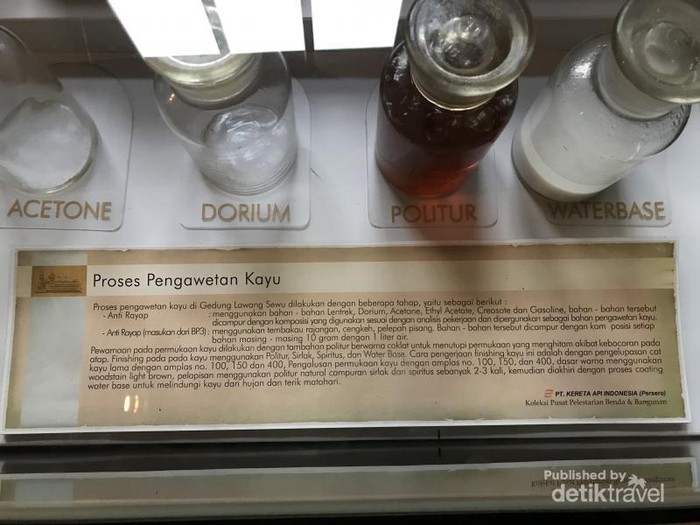 ACETONE
DORIUM
POLITUR
WATERBASE
Proses Pengawetan Kayu
Proses pengawetan kayu di Gedung Lawang Sewu dilakukan dengan beberapa tahap, yaitu sebagai berikut :
- Anti Rayap : menggunakan bahan - bahan Lentrek, Dorium, Acetone, Ethyl Acetate, Creosote dan Gasoline, bahan - bahan tersebut
dicampur dengan komposisi yang digunakan sesuai dengan analisis pekerjaan dan dipergunakan sebagai bahan pengawet kayu.
- Anti Rayap (masukan dari BP3) : menggunakan tembakau rajangan, cengkeh, pelepah pisang. Bahan - bahan tersebut dicampur dengan kom posisi setiap
bahan masing - masing 10 gram dengan 1 liter air.
Pewarnaan pada permukaan kayu dilakukan dengan tambahan politur berwarna coklat untuk menutupi permukaan yang menghitam akibat kebocoran pada
atap. Finishing pada pada kayu menggunakan Politur, Sirlak, Spiritus, dan Water Base. Cara pengerjaan finishing kayu ini adalah dengan pengelupasan cat
kayu lama dengan amplas no. 100, 150 dan 400, Pengalusan permukaan kayu dengan amplas no. 100, 150, dan 400, dasar warna menggunakan
woodstain light brown, pelapisan menggunakan politur natural campuran sirlak dan spiritus sebanyak 2-3 kali, kemudian diakhiri dengan proses coating
water base untuk melindungi kayu dari hujan dan terik matahari.
PT. KERETA API INDONESIA (Persero)
Koleksi Pusat Pelestarian Benda & Bangunan
Published by
detiktravel